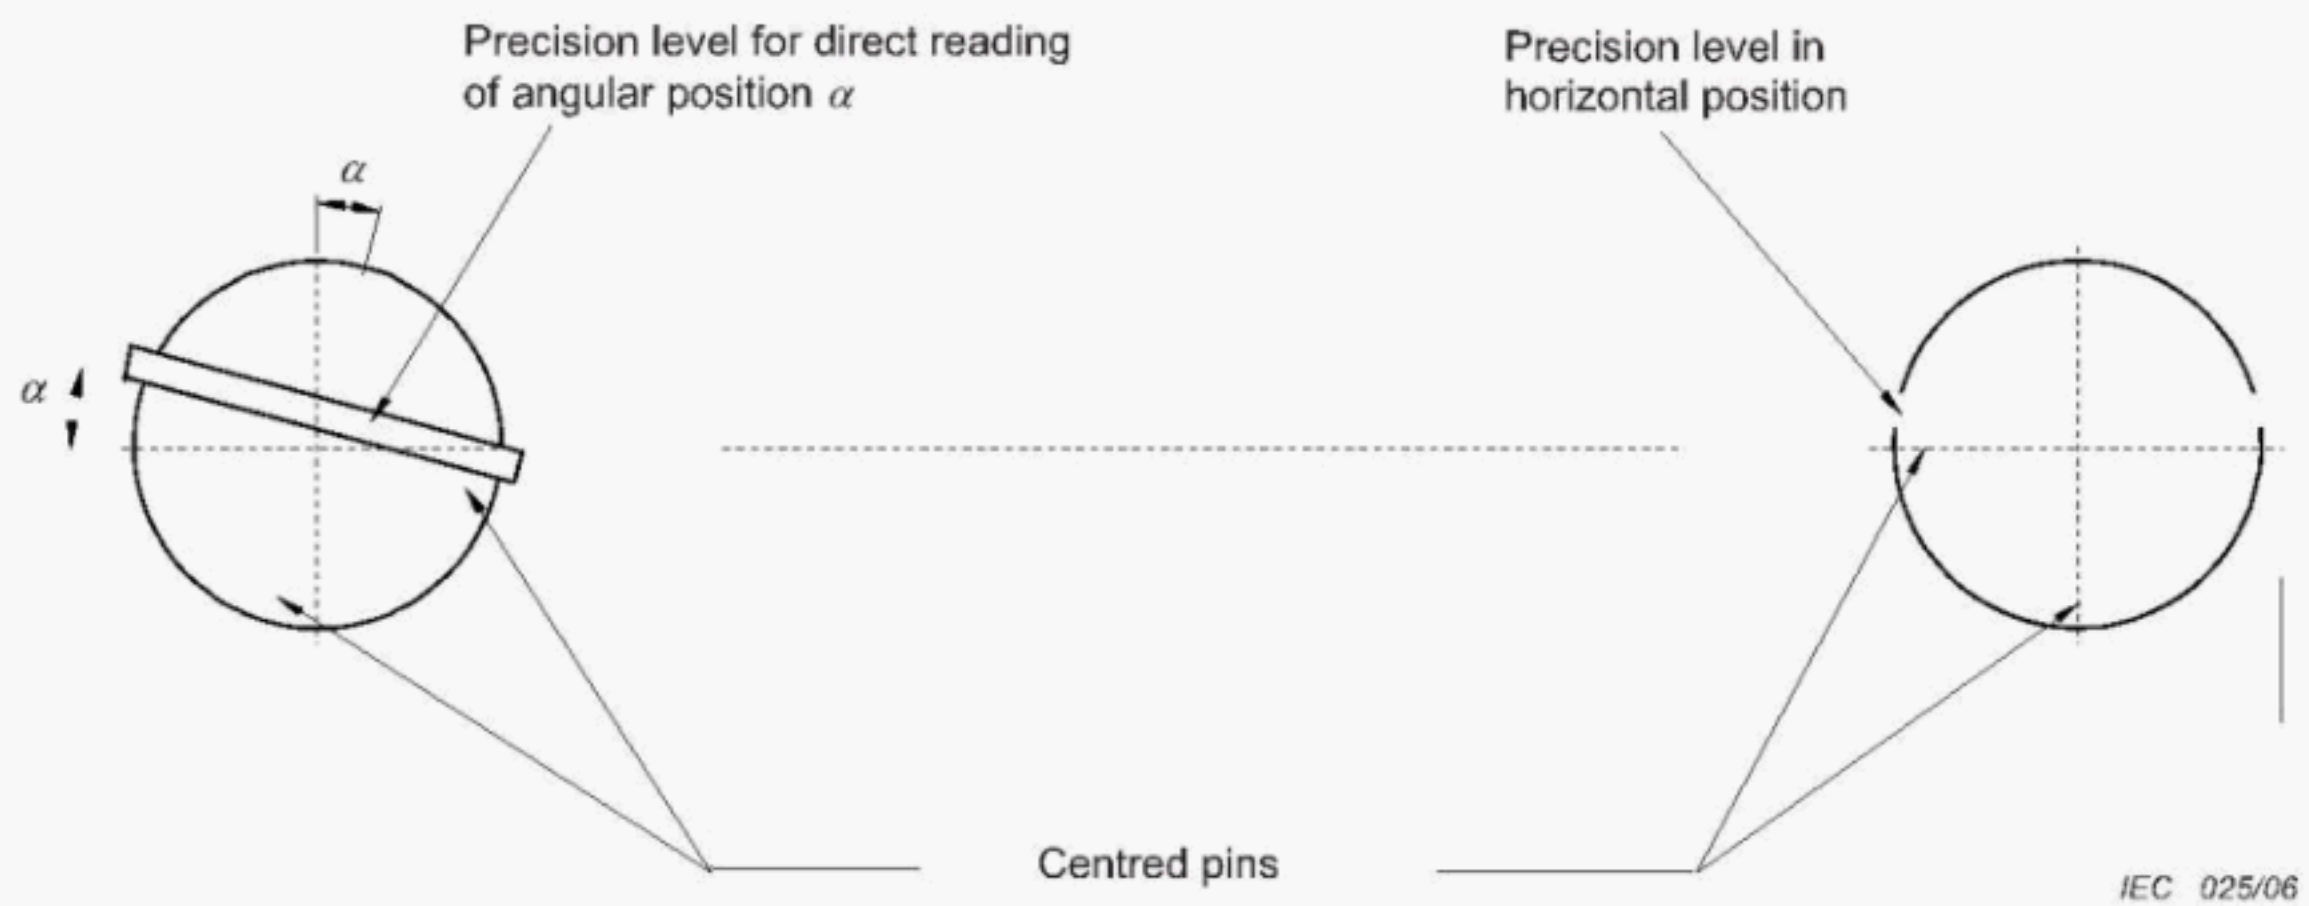 Precision level for direct reading
of angular position α
Precision level in
horizontal position
α
α
Centred pins
IEC 025/06